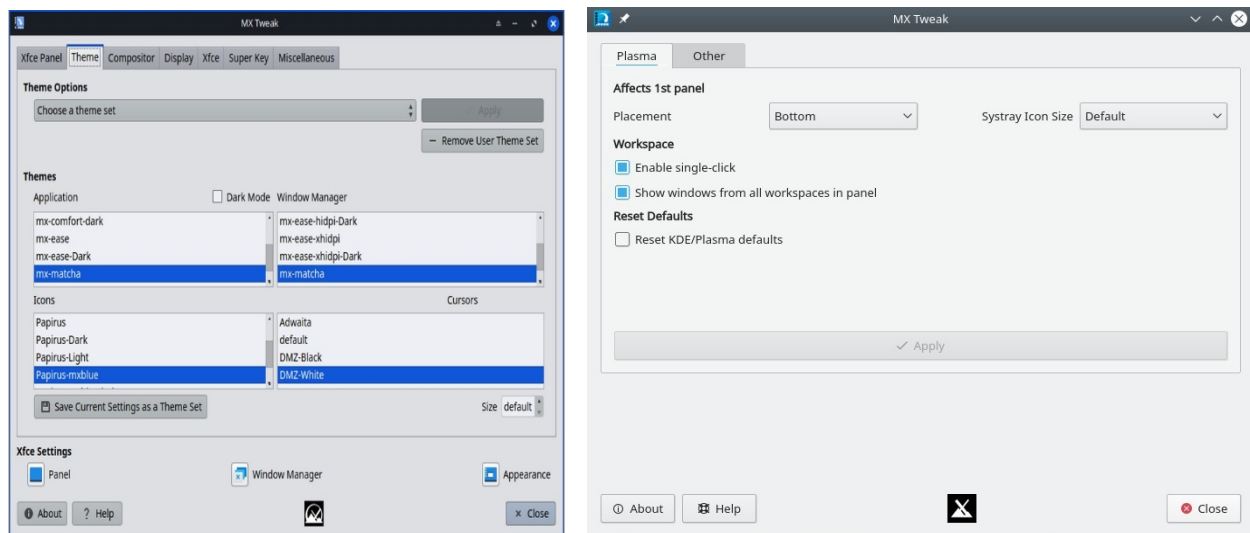 MX Tweak
Xfce Panel Theme Compositor Display Xfce Super Key Miscellaneous
Theme Options
Choose a theme set Apply
Remove User Theme Set
Themes
Application Dark Mode Window Manager
mx-comfort-dark mx-ease-hidpi-Dark
mx-ease mx-ease-xhidpi
mx-ease-Dark mx-ease-xhidpi-Dark
mx-matcha mx-matcha
Icons Cursors
Papirus Adwaita
Papirus-Dark default
Papirus-Light DMZ-Black
Papirus-mxblue DMZ-White
Save Current Settings as a Theme Set Size default
Xfce Settings
Panel Window Manager Appearance
About ? Help Close
MX Tweak
Plasma Other
Affects 1st panel
Placement Bottom Systray Icon Size Default
Workspace
Enable single-click
Show windows from all workspaces in panel
Reset Defaults
Reset KDE/Plasma defaults
Apply
About Help Close